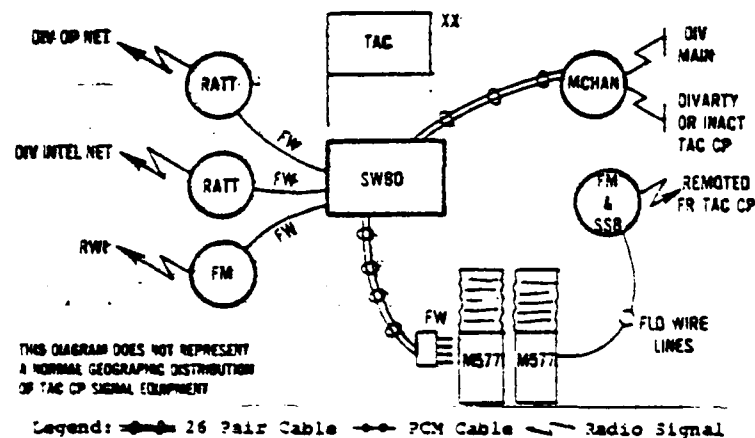 DIV OP NET
RATT
TAC
XX
MCHAN
DIV
MAIN
DIVARTY
OR INACT
TAC CP
FW
DIV INTEL NET
RATT
FW
SW80
FM
&
SSB
REMOTED
FR TAC CP
FW
RWI
FM
FW
M577
M577
FLD WIRE
LINES
THIS DIAGRAM DOES NOT REPRESENT
A NORMAL GEOGRAPHIC DISTRIBUTION
OF TAC CP SIGNAL EQUIPMENT
Legend: 26 Pair Cable PCM Cable Radio Signal